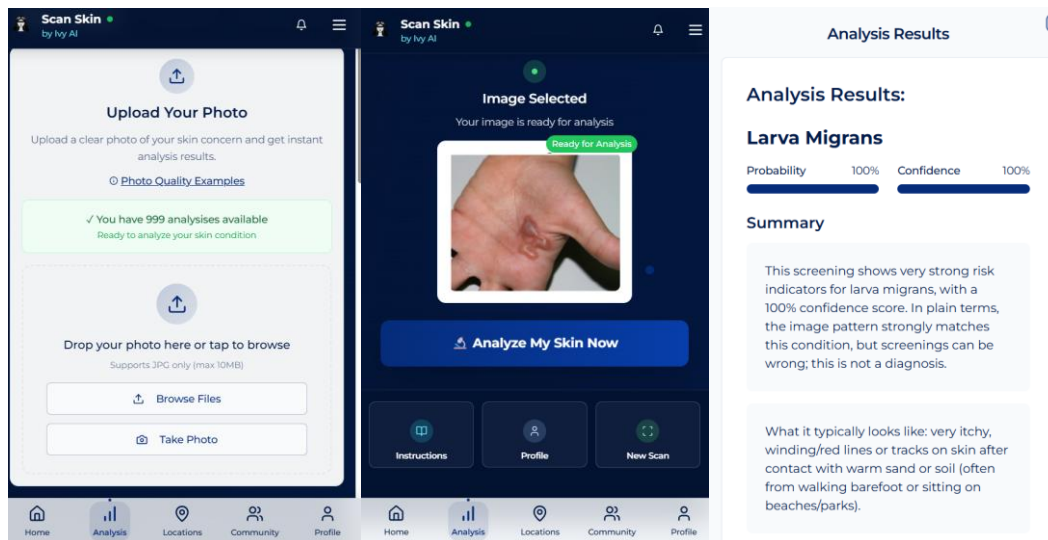 Scan Skin
by Ivy AI
Upload Your Photo
Upload a clear photo of your skin concern and get instant
analysis results.
Photo Quality Examples
✓ You have 999 analysises available
Ready to analyze your skin condition
Drop your photo here or tap to browse
Supports JPG only (max 10MB)
Browse Files
Take Photo
Home
Analysis
Locations
Community
Profile
Scan Skin
by Ivy AI
Image Selected
Your image is ready for analysis
Ready for Analysis
Analyze My Skin Now
Instructions
Profile
New Scan
Home
Analysis
Locations
Community
Profile
Analysis Results
Analysis Results:
Larva Migrans
Probability 100% Confidence 100%
Summary
This screening shows very strong risk
indicators for larva migrans, with a
100% confidence score. In plain terms,
the image pattern strongly matches
this condition, but screenings can be
wrong; this is not a diagnosis.
What it typically looks like: very itchy,
winding/red lines or tracks on skin after
contact with warm sand or soil (often
from walking barefoot or sitting on
beaches/parks).